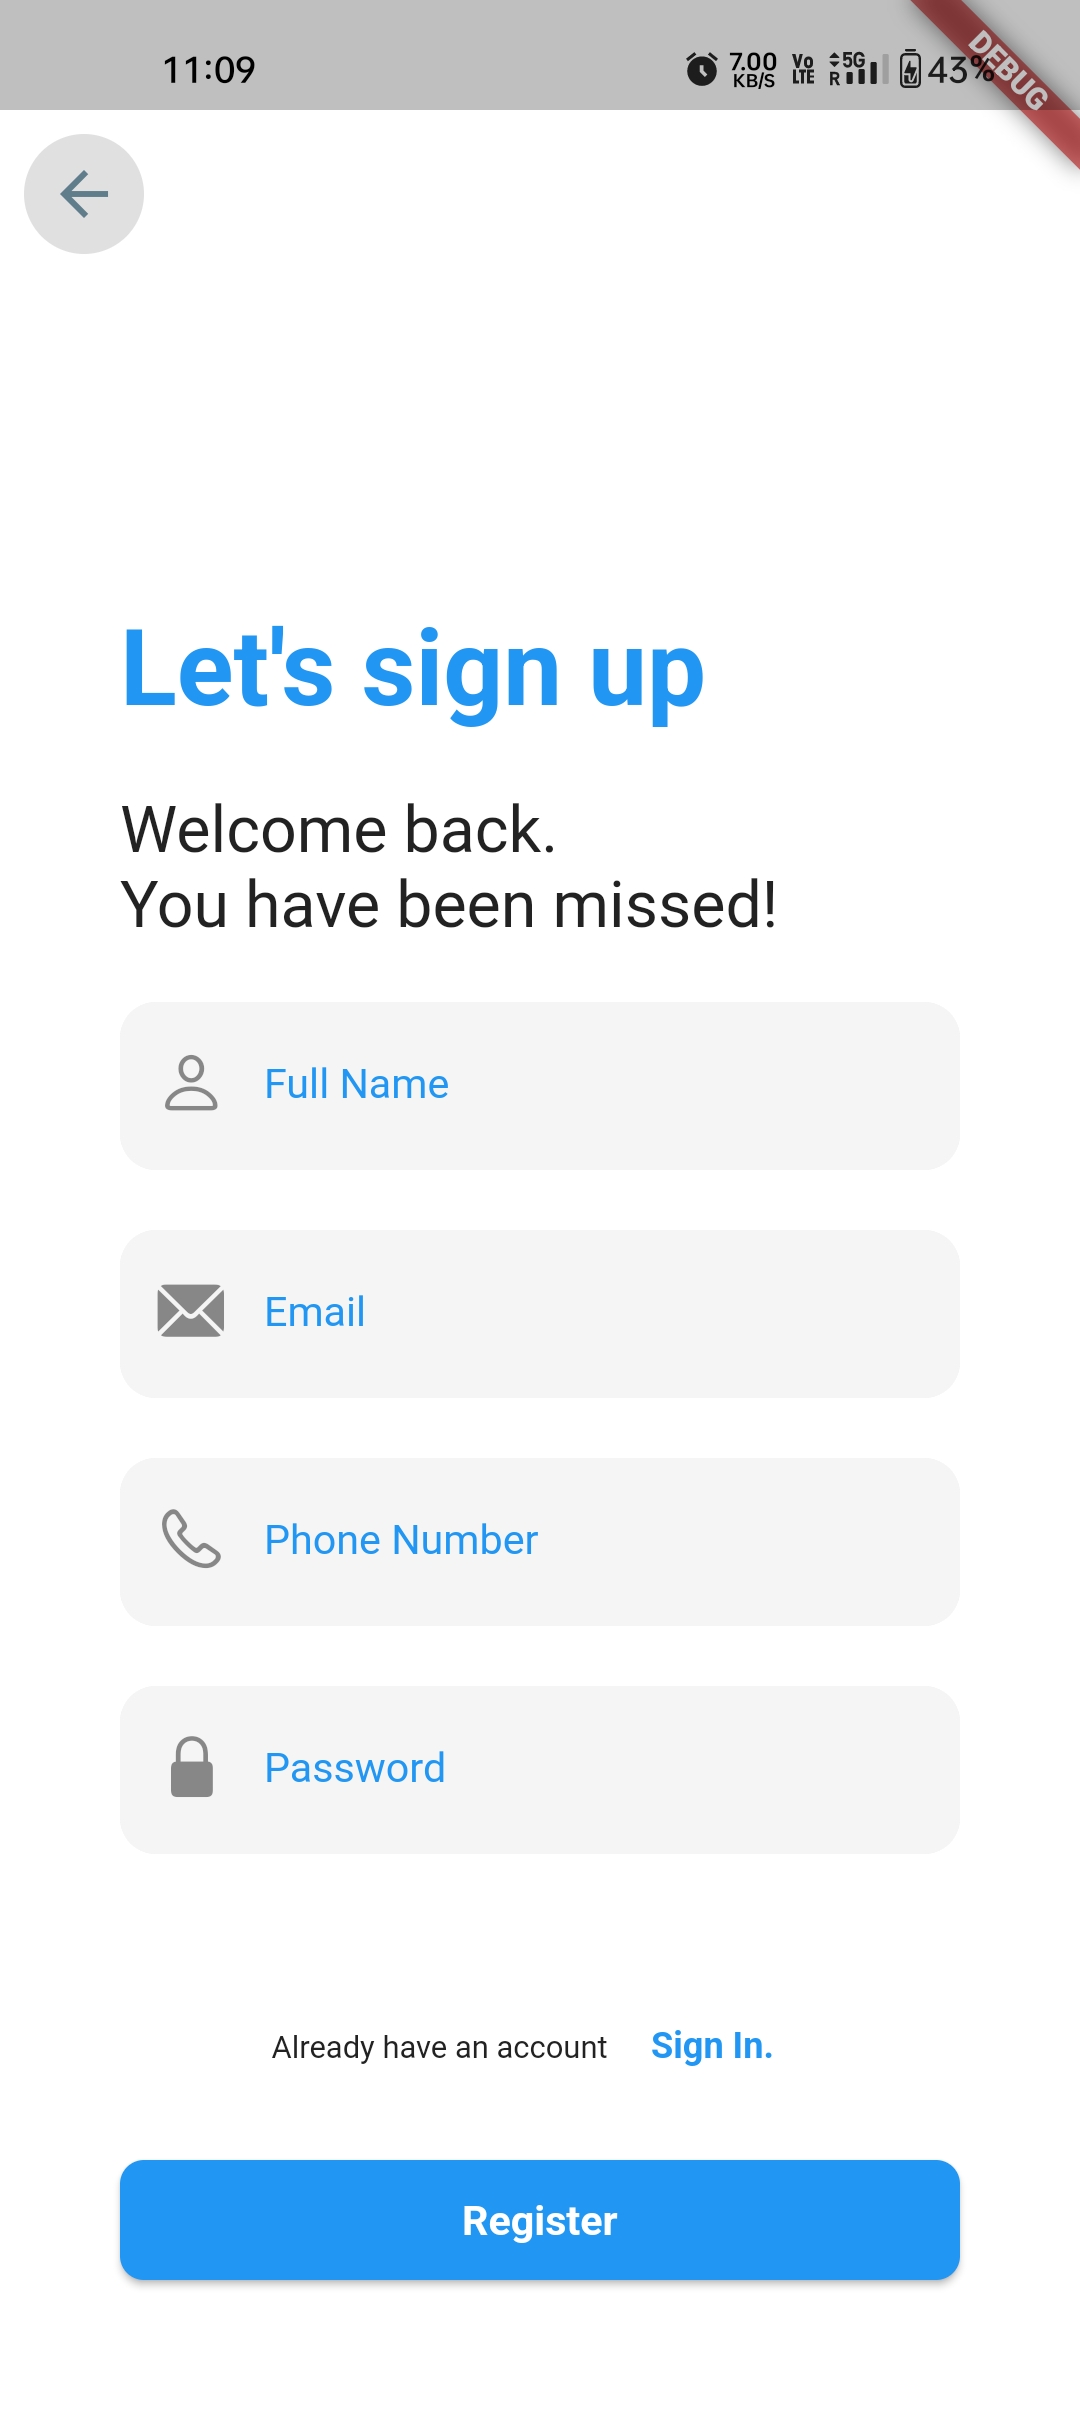 11:09
7.00
KB/S
Vo
LTE
5G
R
43%
DEBUG
Let's sign up
Welcome back.
You have been missed!
Full Name
Email
Phone Number
Password
Already have an account Sign In.
Register